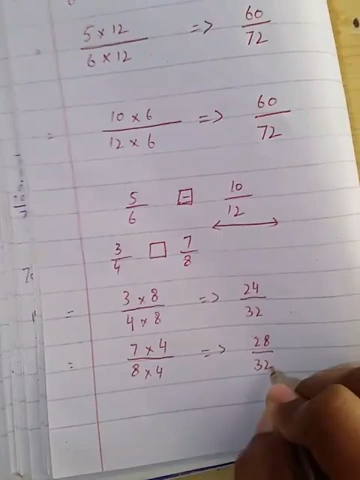 5 × 12 / 6 × 12 => 60 / 72
= 10 × 6 / 12 × 6 => 60 / 72
5/6 = 10/12
3/4 □ 7/8
= 3 × 8 / 4 × 8 => 24 / 32
= 7 × 4 / 8 × 4 => 28 / 32